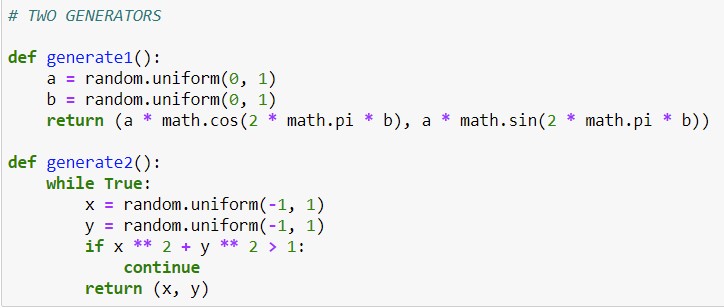 # TWO GENERATORS
def generate1():
    a = random.uniform(0, 1)
    b = random.uniform(0, 1)
    return (a * math.cos(2 * math.pi * b), a * math.sin(2 * math.pi * b))
def generate2():
    while True:
        x = random.uniform(-1, 1)
        y = random.uniform(-1, 1)
        if x ** 2 + y ** 2 > 1:
            continue
        return (x, y)